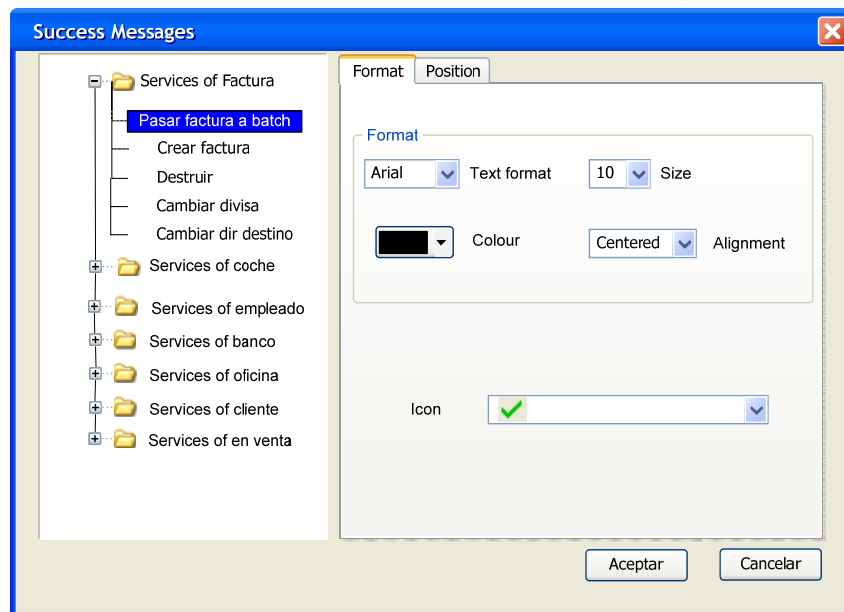 Success Messages
Services of Factura
Pasar factura a batch
Crear factura
Destruir
Cambiar divisa
Cambiar dir destino
Services of coche
Services of empleado
Services of banco
Services of oficina
Services of cliente
Services of en venta
Format Position
Format
Arial Text format 10 Size
Colour Centered Alignment
Icon
Aceptar Cancelar